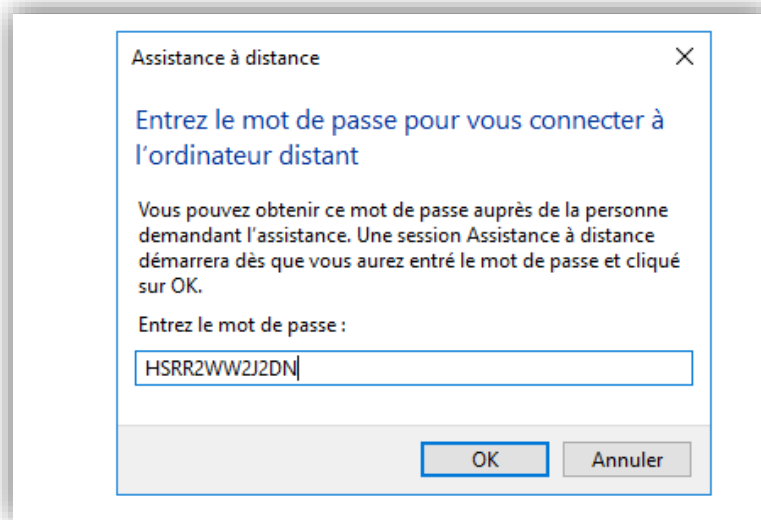 Assistance à distance
Entrez le mot de passe pour vous connecter à
l’ordinateur distant
Vous pouvez obtenir ce mot de passe auprès de la personne
demandant l’assistance. Une session Assistance à distance
démarrera dès que vous aurez entré le mot de passe et cliqué
sur OK.
Entrez le mot de passe :
HSRR2WW2J2DN
OK
Annuler